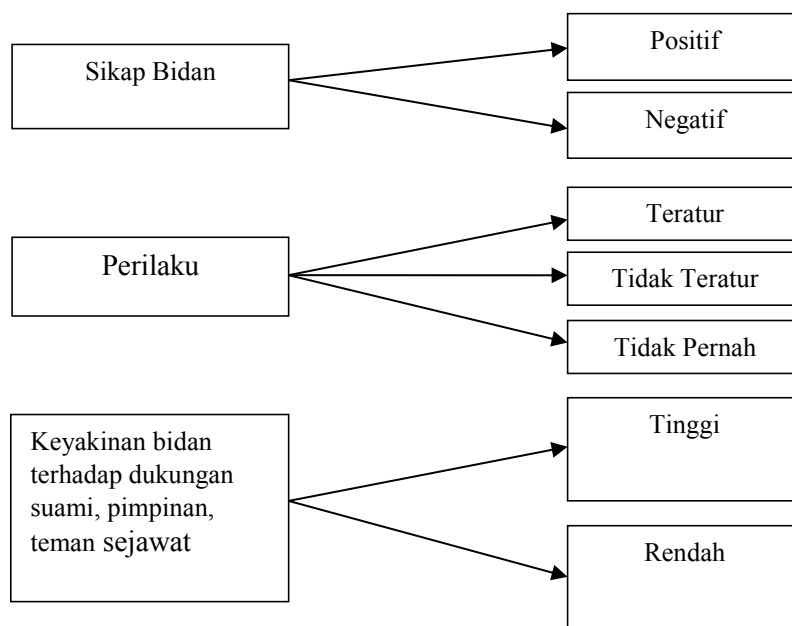 Sikap Bidan
Positif
Negatif
Perilaku
Teratur
Tidak Teratur
Tidak Pernah
Keyakinan bidan
terhadap dukungan
suami, pimpinan,
teman sejawat
Tinggi
Rendah